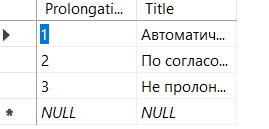 Prolongati... Title
1 Автоматич...
2 По согласо...
3 Не пролон...
NULL NULL